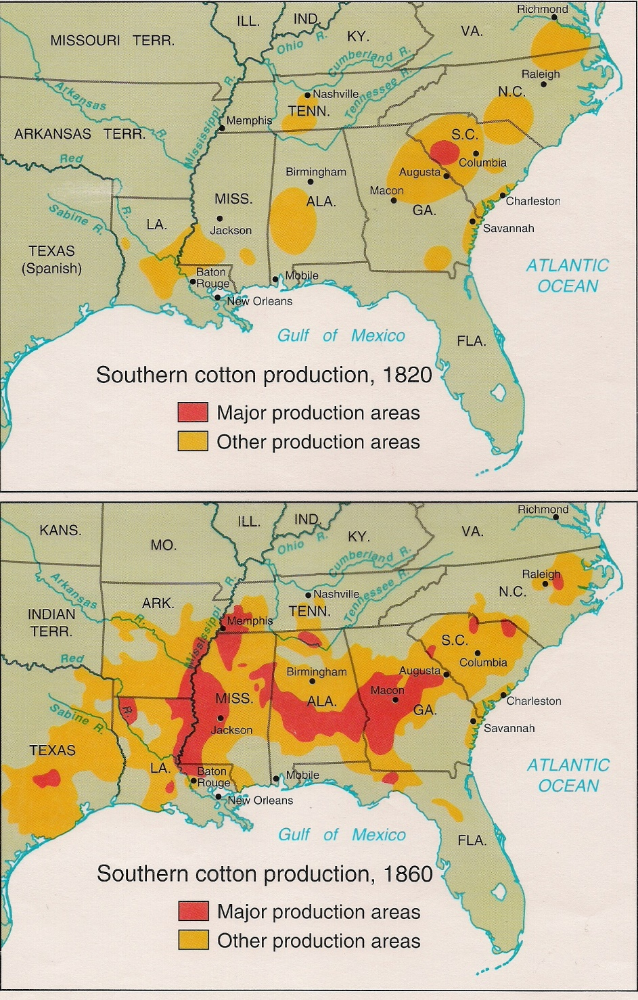 Richmond
ILL.
IND.
KY.
VA.
MISSOURI TERR.
Ohio R.
Cumberland R.
Raleigh
Arkansas
R.
R.
Nashville
Tennessee R.
N.C.
TENN.
Mississippi
Memphis
ARKANSAS TERR.
S.C.
Red
Columbia
Birmingham
Augusta
Macon
MISS.
ALA.
Charleston
Sabine R.
R.
GA.
LA.
Jackson
Savannah
TEXAS
(Spanish)
ATLANTIC
OCEAN
Baton
Rouge
Mobile
New Orleans
Gulf of Mexico
FLA.
Southern cotton production, 1820
Major production areas
Other production areas
Richmond
KANS.
ILL.
IND.
MO.
KY.
VA.
Ohio R.
Cumberland R.
Raleigh
Arkansas
R.
R.
ARK.
Nashville
Tennessee R.
N.C.
TENN.
INDIAN
TERR.
Mississippi
Memphis
S.C.
Red
Columbia
Birmingham
Augusta
Macon
MISS.
ALA.
Charleston
Sabine R.
R.
GA.
Jackson
Savannah
TEXAS
LA.
ATLANTIC
OCEAN
Baton
Rouge
Mobile
New Orleans
Gulf of Mexico
FLA.
Southern cotton production, 1860
Major production areas
Other production areas